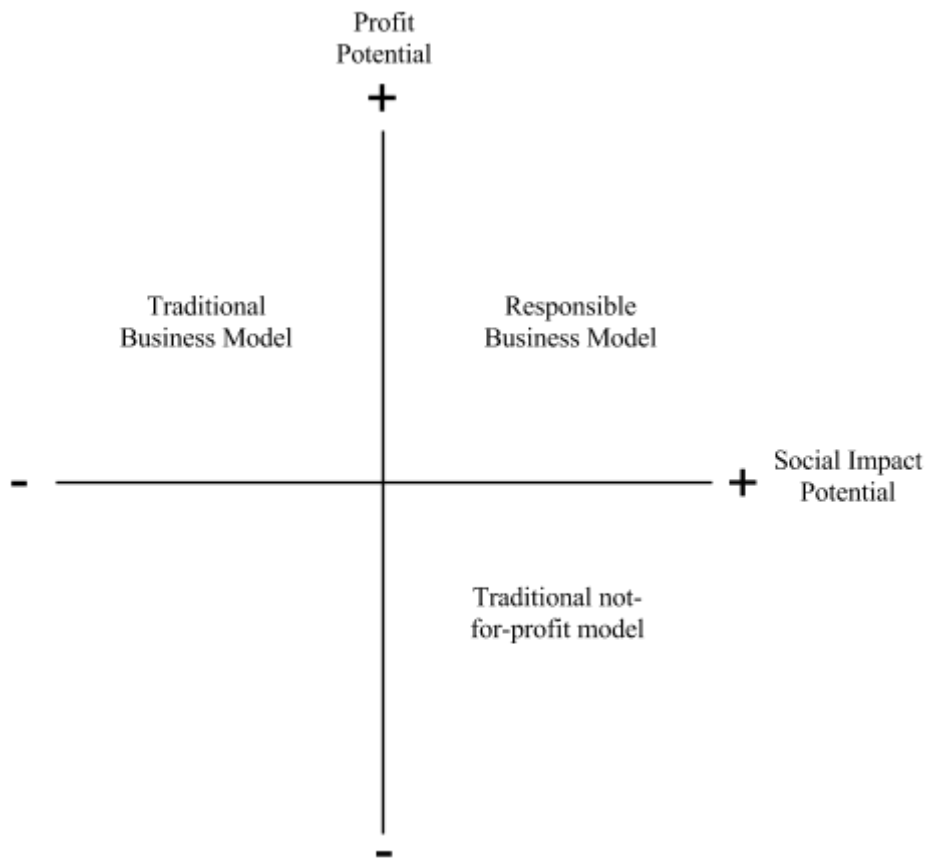 Profit
Potential
+
Traditional
Business Model
Responsible
Business Model
-
+
Social Impact
Potential
Traditional not-
for-profit model
-